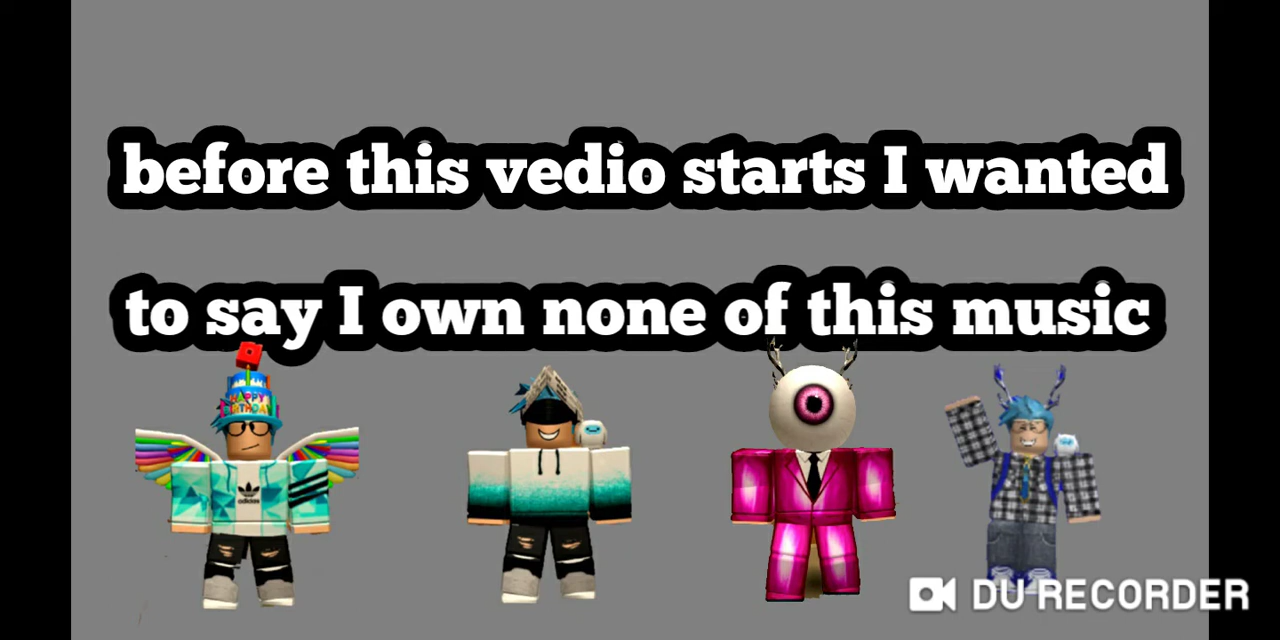 before this vedio starts I wanted
to say I own none of this music
HAPPY
BIRTHDAY
adidas
DU RECORDER